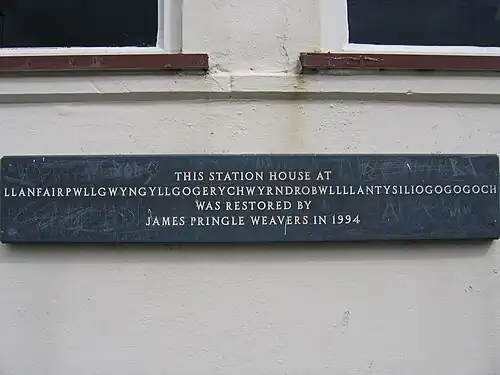 THIS STATION HOUSE AT
LLANFAIRPWLLGWYNGYLLGOGERYCHWYRNDROBWLLLLANTYSILIOGOGOGOCH
WAS RESTORED BY
JAMES PRINGLE WEAVERS IN 1994